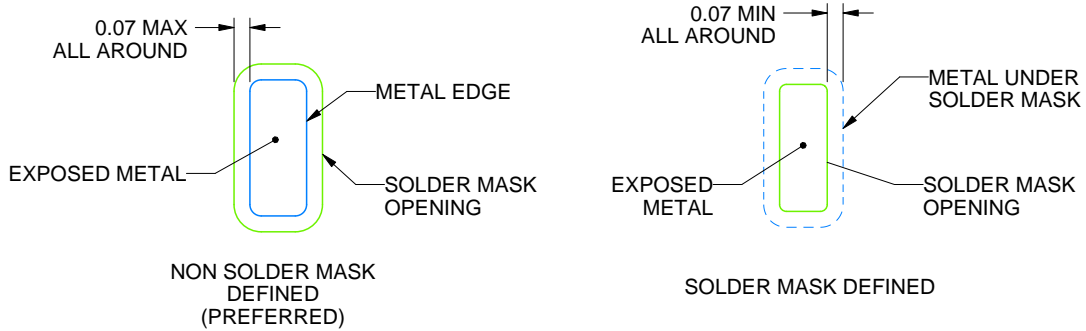 0.07 MAX
ALL AROUND
METAL EDGE
EXPOSED METAL
SOLDER MASK
OPENING
NON SOLDER MASK
DEFINED
(PREFERRED)
0.07 MIN
ALL AROUND
METAL UNDER
SOLDER MASK
EXPOSED
METAL
SOLDER MASK
OPENING
SOLDER MASK DEFINED